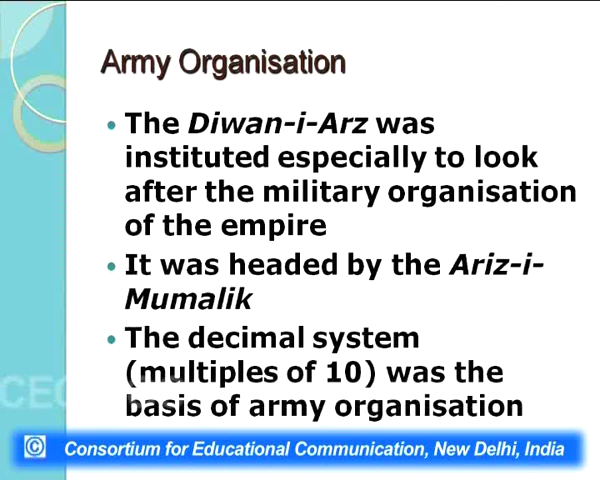 Army Organisation
• The Diwan-i-Arz was
instituted especially to look
after the military organisation
of the empire
• It was headed by the Ariz-i-
Mumalik
• The decimal system
(multiples of 10) was the
basis of army organisation
CEC
© Consortium for Educational Communication, New Delhi, India